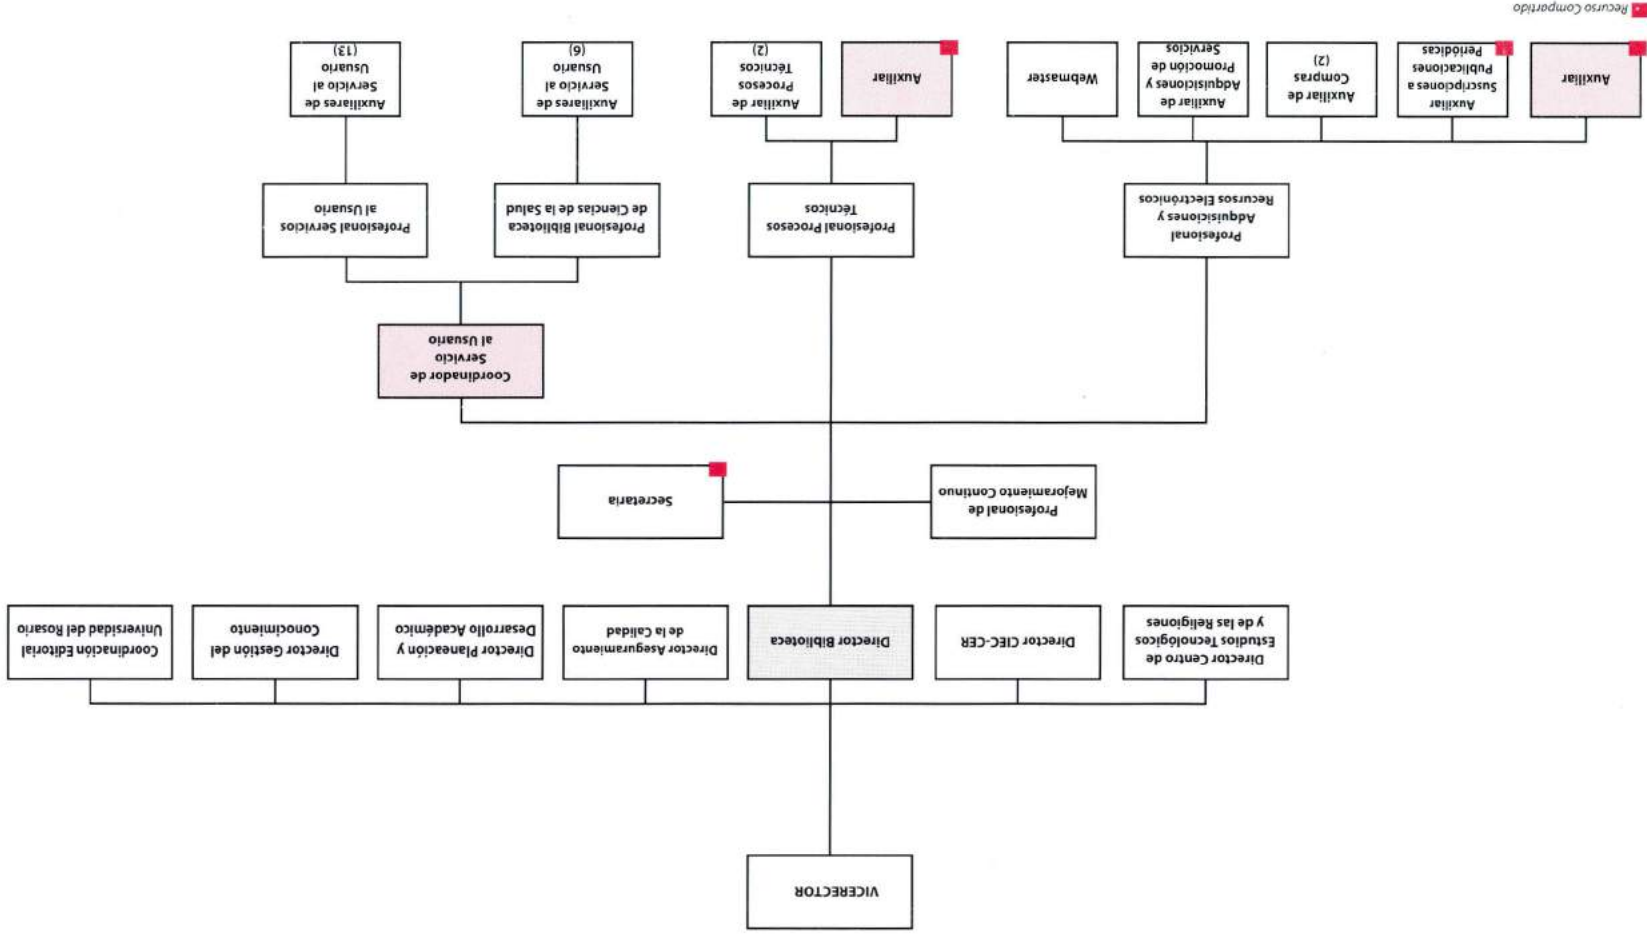 VICERECTOR
Director Centro de
Estudios Tecnológicos
y de las Religiones
Director CIEC-CER
Director Biblioteca
Director Aseguramiento
de la Calidad
Director Planeación y
Desarrollo Académico
Director Gestión del
Conocimiento
Coordinación Editorial
Universidad del Rosario
Profesional de
Mejoramiento Continuo
Secretaria
Coordinador de
Servicio
al Usuario
Profesional
Adquisiciones y
Recursos Electrónicos
Profesional Procesos
Técnicos
Profesional Biblioteca
de Ciencias de la Salud
Profesional Servicios
al Usuario
Auxiliar
Auxiliar
Suscripciones a
Publicaciones
Periódicas
Auxiliar de
Compras
(2)
Auxiliar de
Adquisiciones y
Promoción de
Servicios
Webmaster
Auxiliar
Auxiliar de
Procesos
Técnicos
(2)
Auxiliares de
Servicio al
Usuario
(6)
Auxiliares de
Servicio al
Usuario
(13)
Recurso Compartido